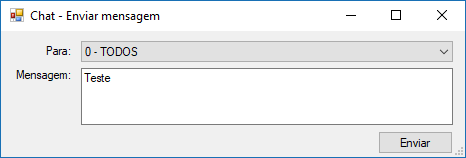 Chat - Enviar mensagem
Para: 0 - TODOS
Mensagem: Teste
Enviar